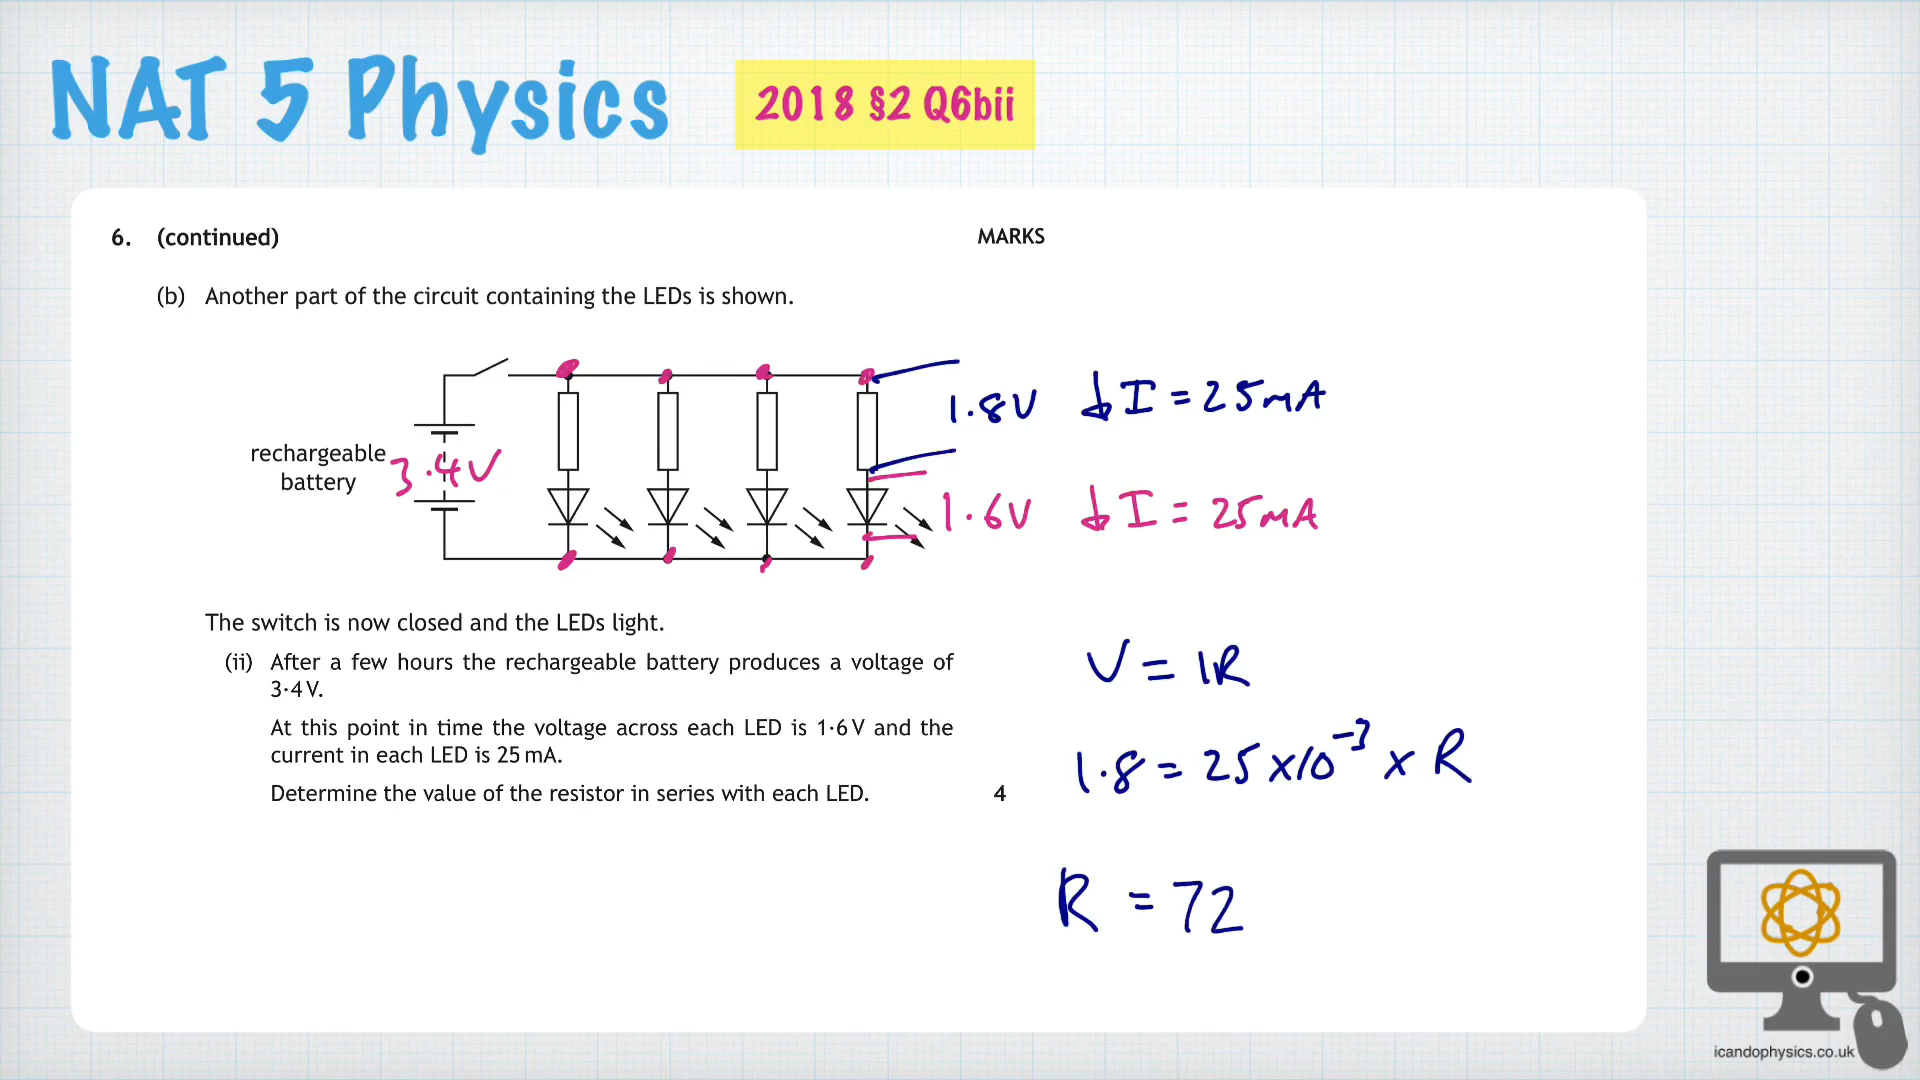 NAT 5 Physics
2018 §2 Q6bii
6. (continued)
MARKS
(b) Another part of the circuit containing the LEDs is shown.
1.8V I = 25mA
rechargeable
battery
3.4V
1.6V I = 25mA
The switch is now closed and the LEDs light.
(ii) After a few hours the rechargeable battery produces a voltage of
3·4 V.
At this point in time the voltage across each LED is 1·6 V and the
current in each LED is 25 mA.
Determine the value of the resistor in series with each LED. 4
V = IR
1.8 = 25 x10⁻³ x R
R = 72
icandophysics.co.uk